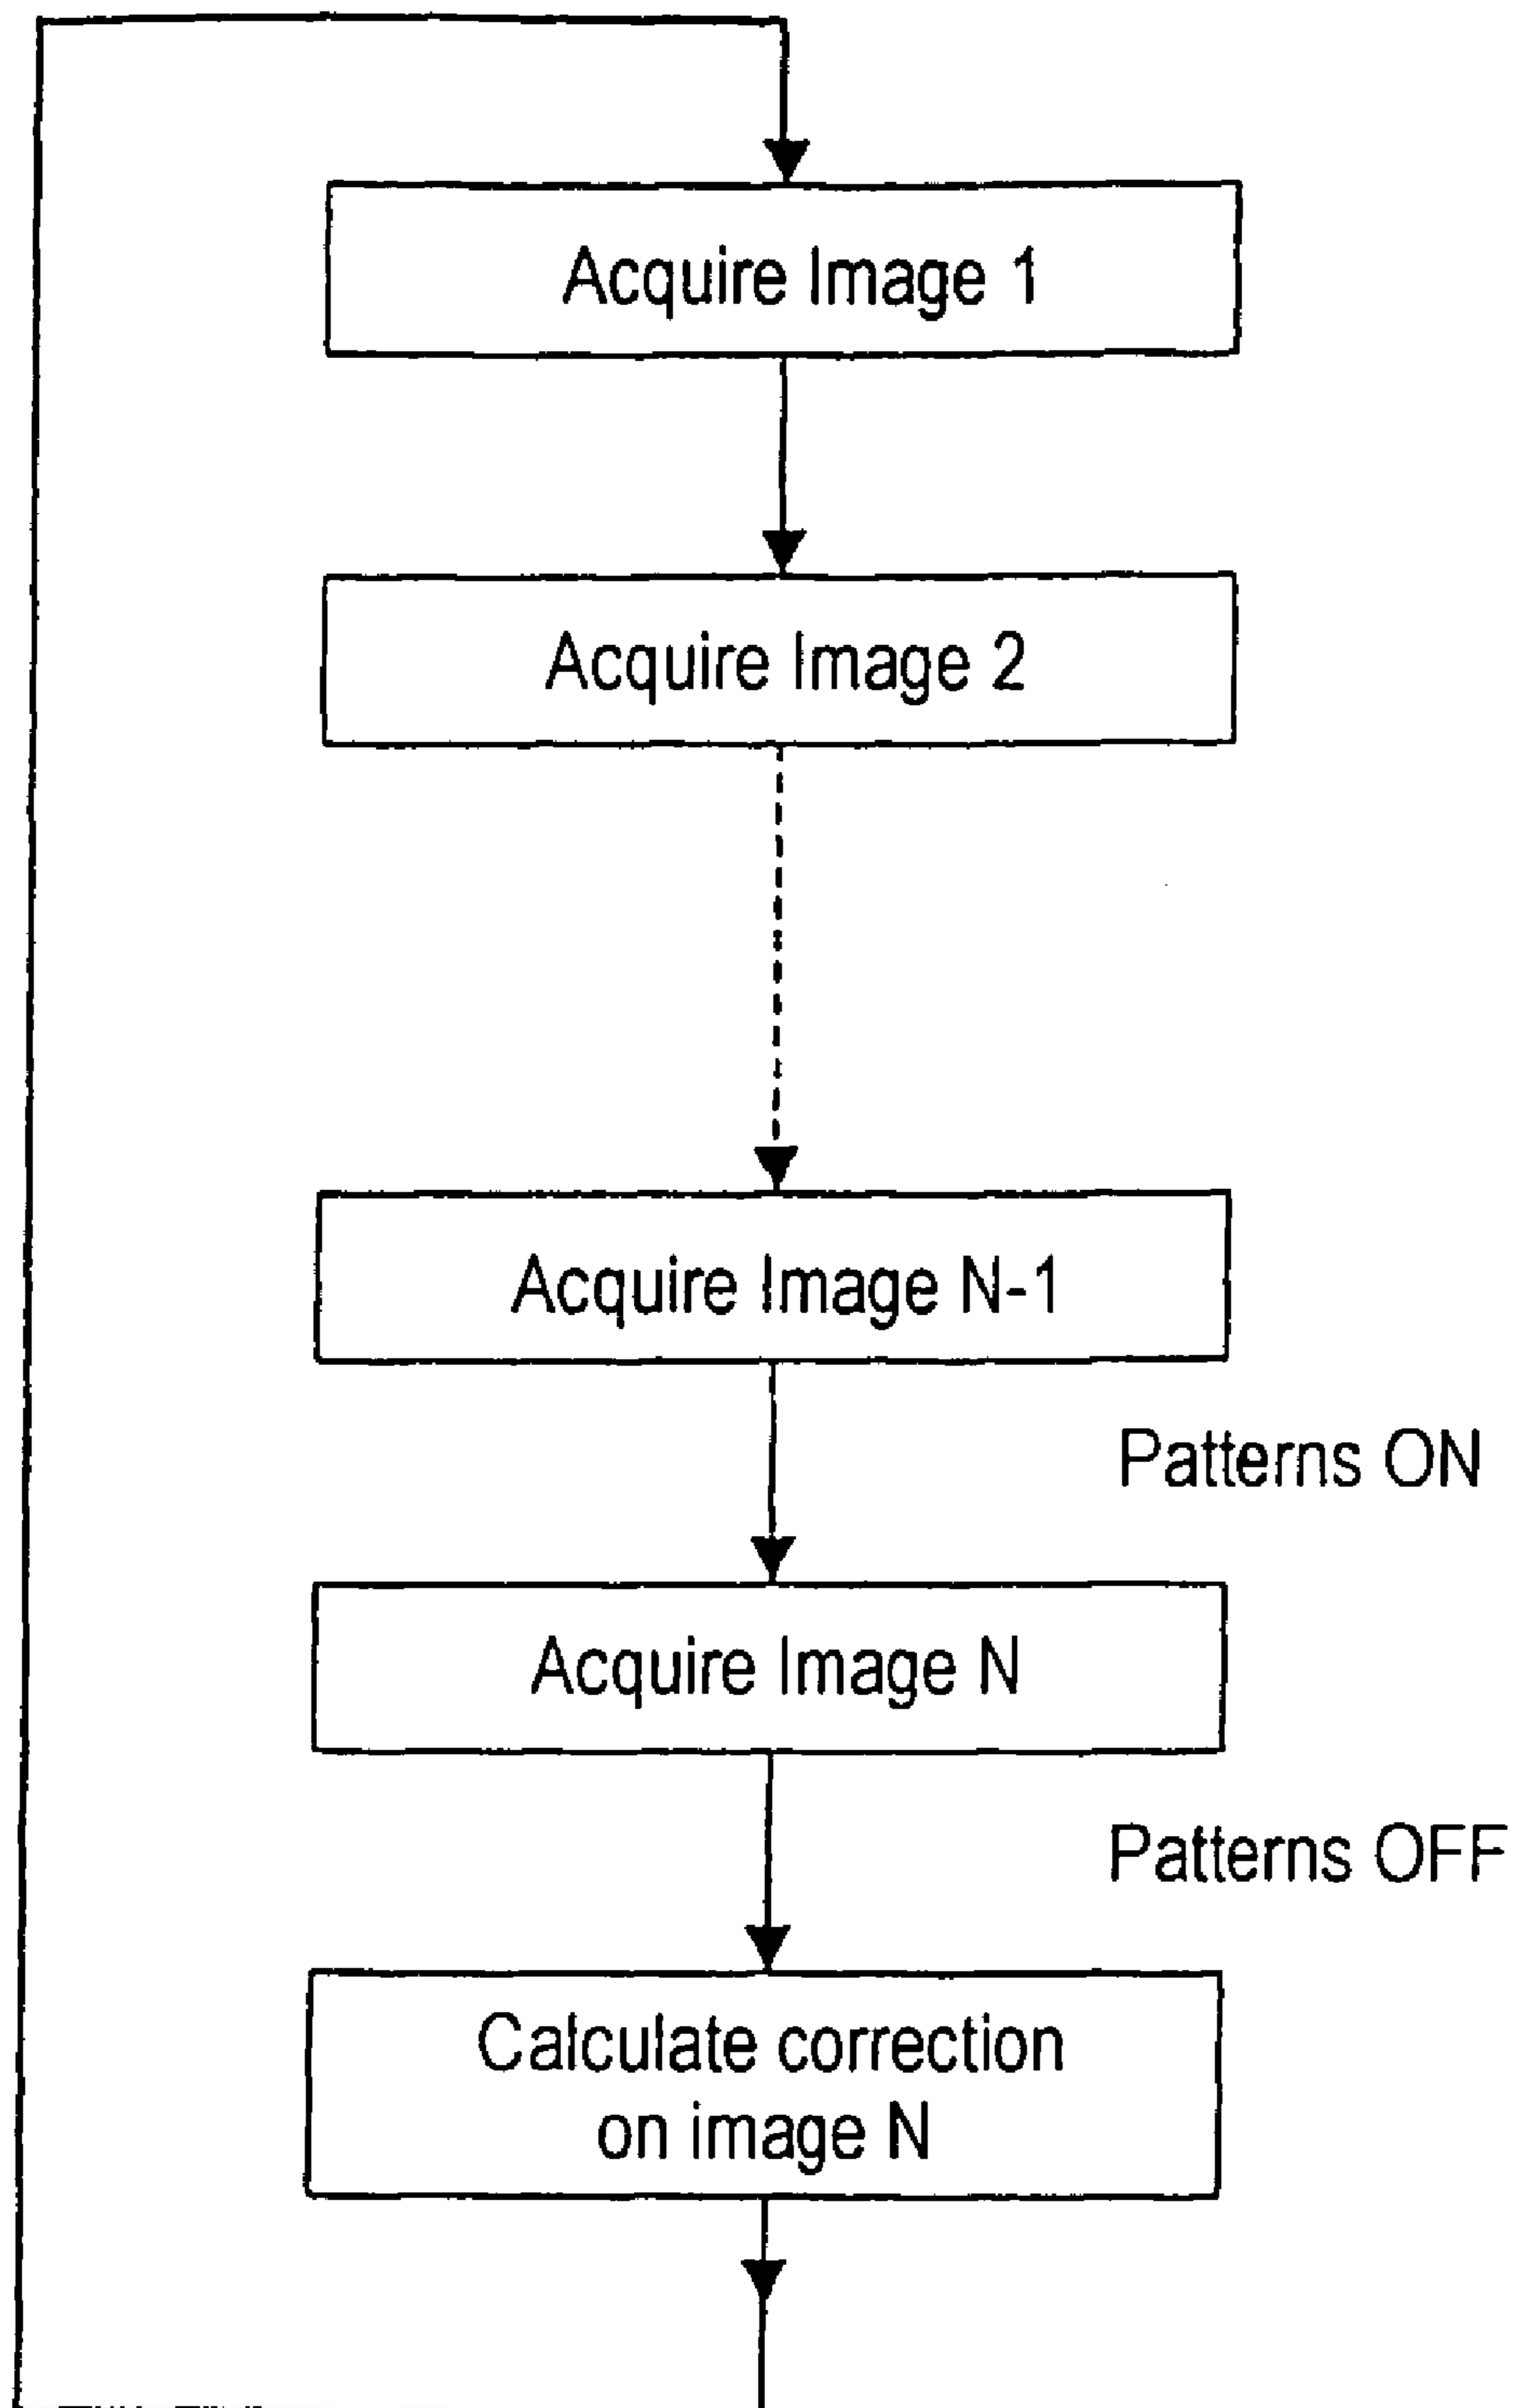 Acquire Image 1
Acquire Image 2
Acquire Image N-1
Patterns ON
Acquire Image N
Patterns OFF
Calculate correction
on image N